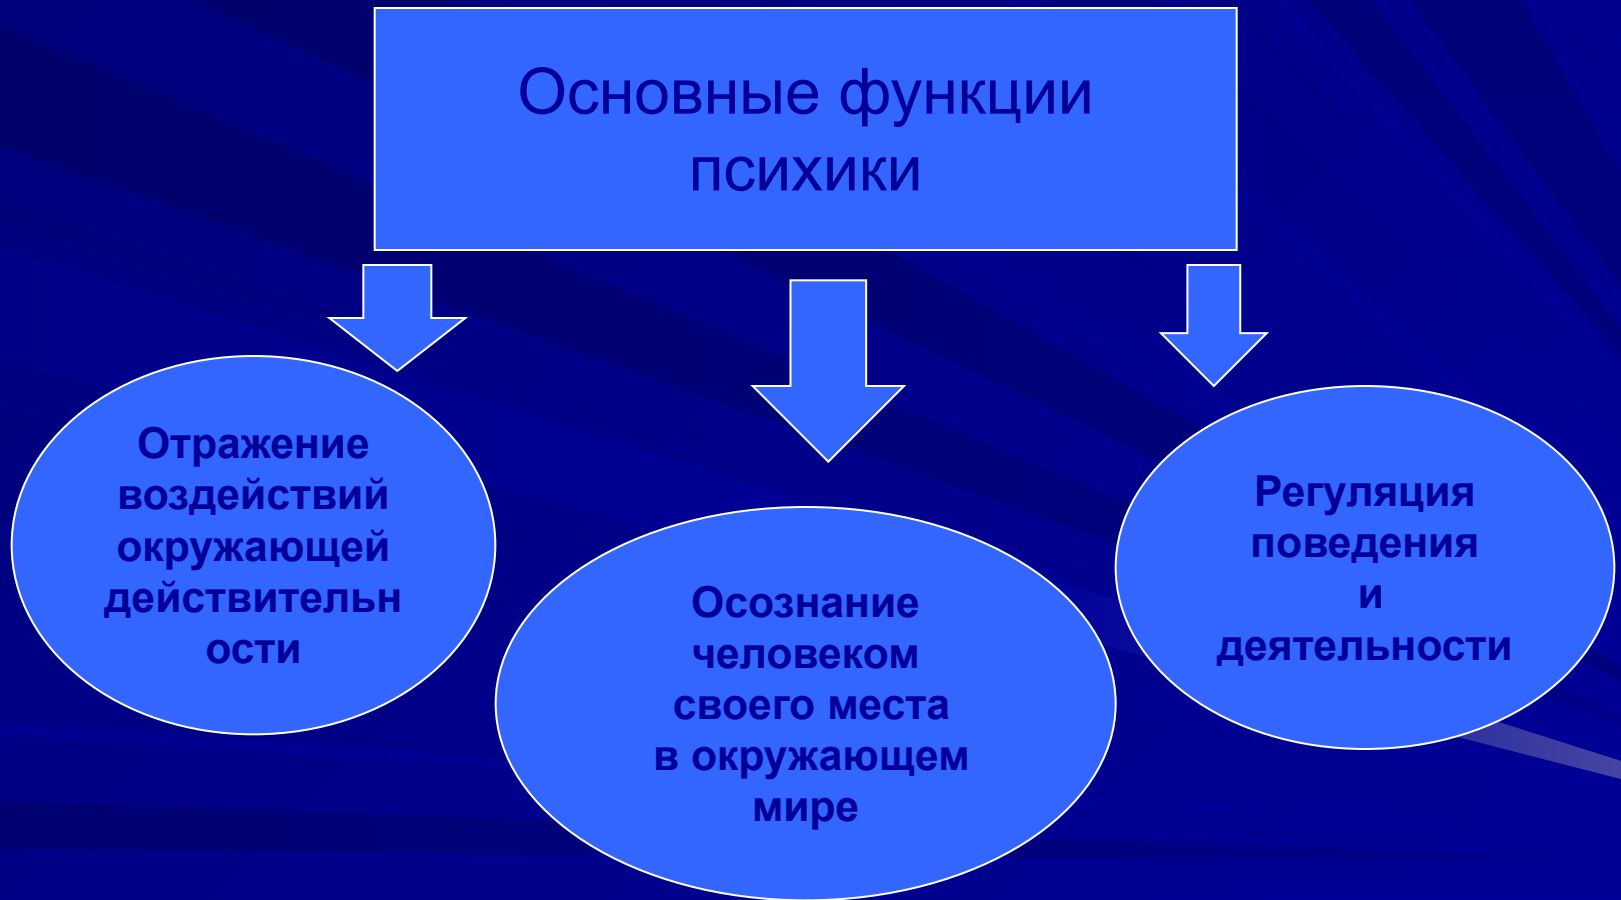 Основные функции
психики
Отражение
воздействий
окружающей
действительн
ости
Осознание
человеком
своего места
в окружающем
мире
Регуляция
поведения
и
деятельности